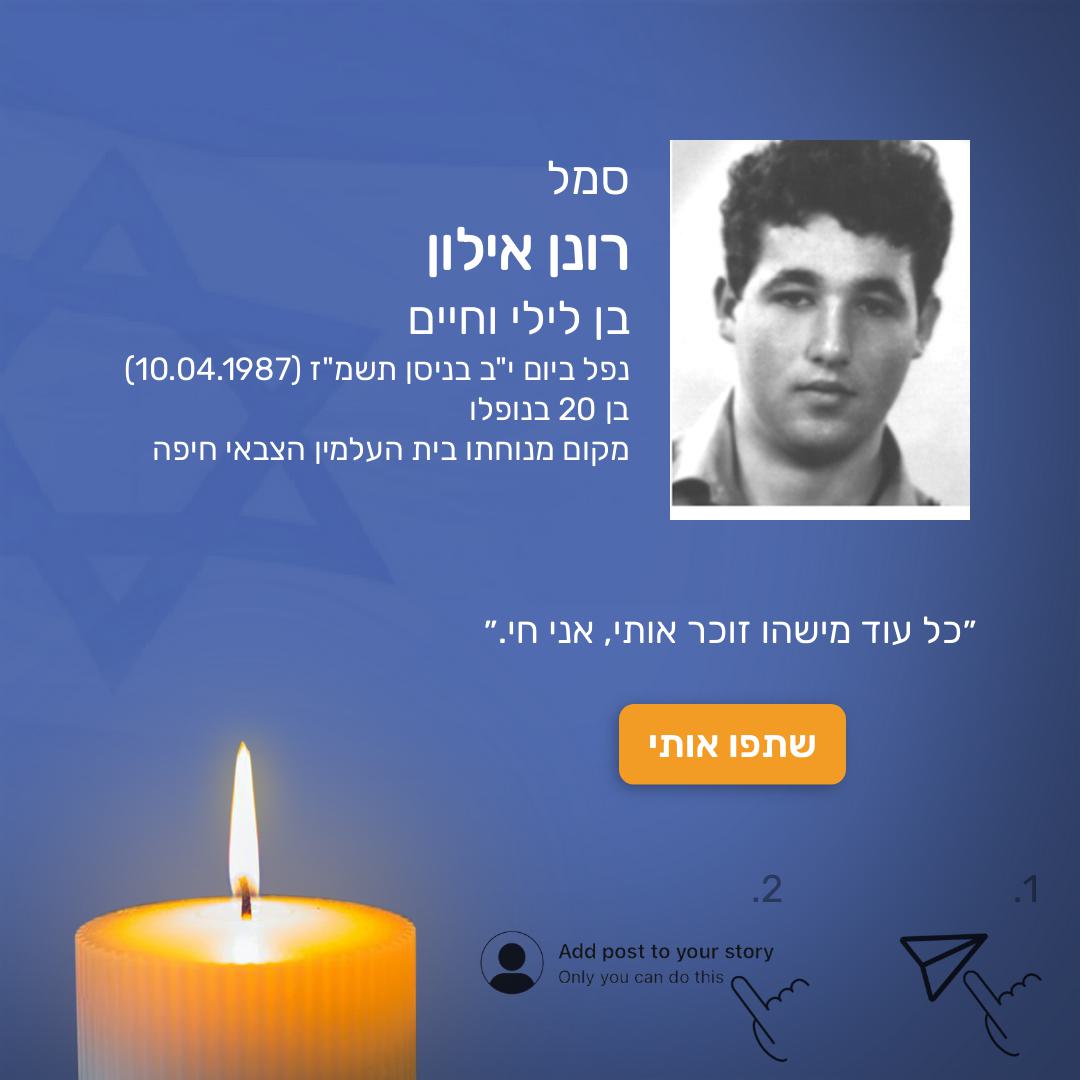 סמל
רונן אילון
בן לילי וחיים
נפל ביום י"ב בניסן תשמ"ז (10.04.1987)
בן 20 בנופלו
מקום מנוחתו בית העלמין הצבאי חיפה
״כל עוד מישהו זוכר אותי, אני חי.״
שתפו אותי
1.
2.
Add post to your story
Only you can do this